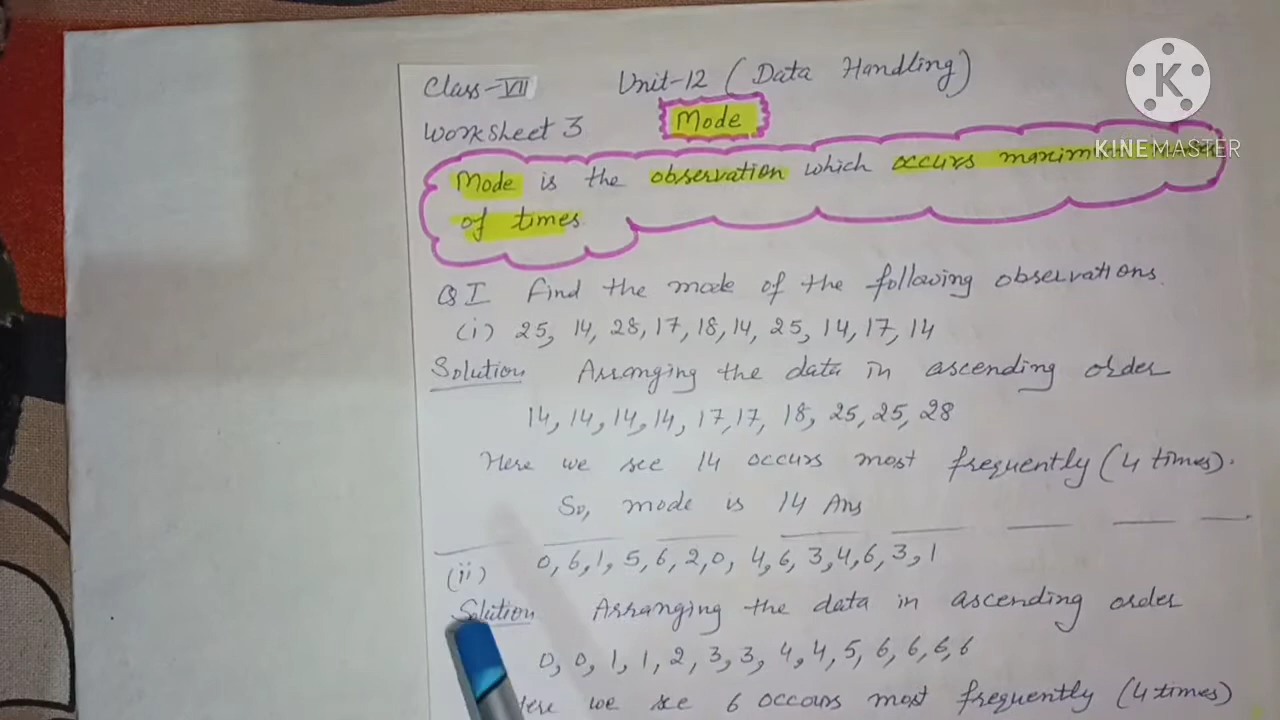 Class-VII Unit-12 (Data Handling)
Worksheet 3 Mode
K
KINEMASTER
Mode is the observation which occurs maximum
of times.
Q I Find the mode of the following observations.
(i) 25, 14, 28, 17, 18, 14, 25, 14, 17, 14
Solution Arranging the data in ascending order
14, 14, 14, 14, 17, 17, 18, 25, 25, 28
Here we see 14 occurs most frequently (4 times).
So, mode is 14 Ans
(ii) 0, 6, 1, 5, 6, 2, 0, 4, 6, 3, 4, 6, 3, 1
Solution Arranging the data in ascending order
0, 0, 1, 1, 2, 3, 3, 4, 4, 5, 6, 6, 6, 6
Here we see 6 occurs most frequently (4 times)